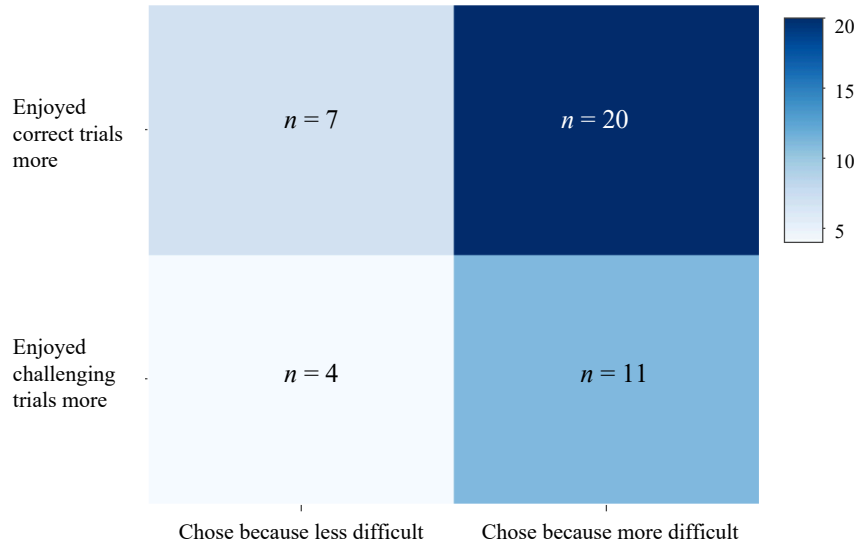 Enjoyed
correct trials
more
n = 7
n = 20
20
15
10
5
Enjoyed
challenging
trials more
n = 4
n = 11
Chose because less difficult
Chose because more difficult